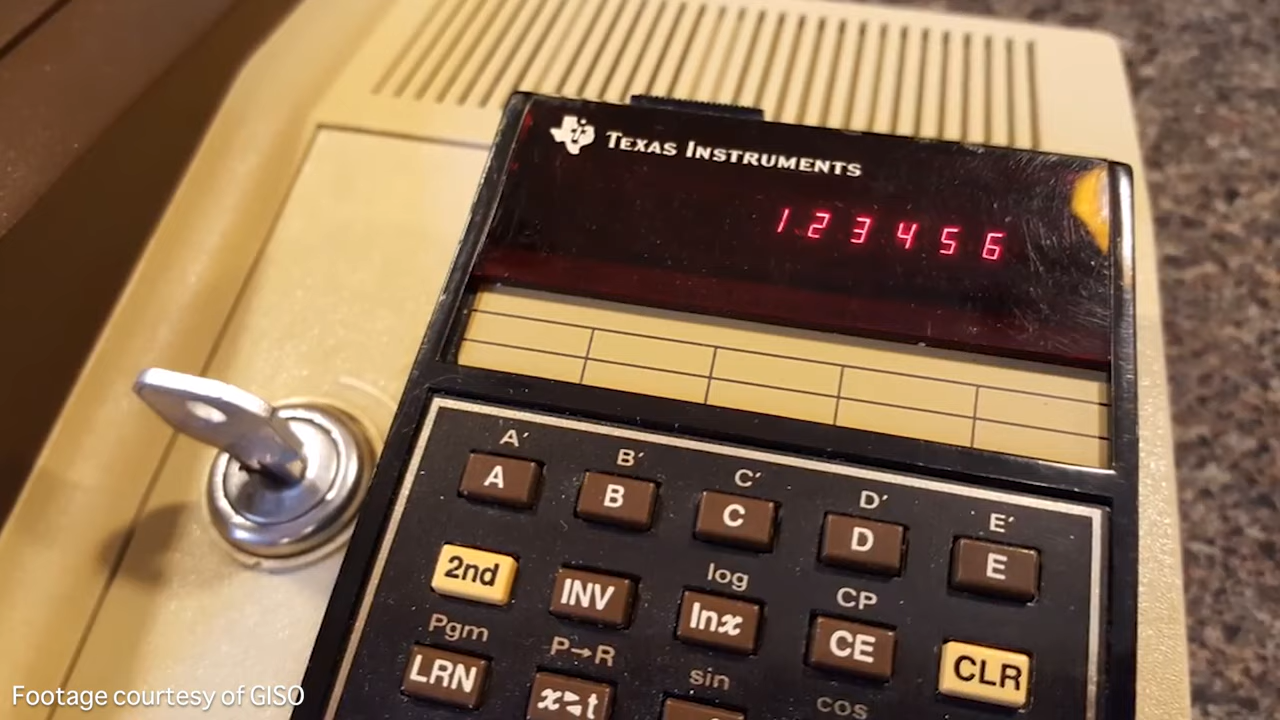 TEXAS INSTRUMENTS
123456
A′ B′ C′ D′ E′
A B C D E
log CP
2nd INV lnx CE CLR
Pgm P→R sin cos
LRN x⇄t
Footage courtesy of GISO